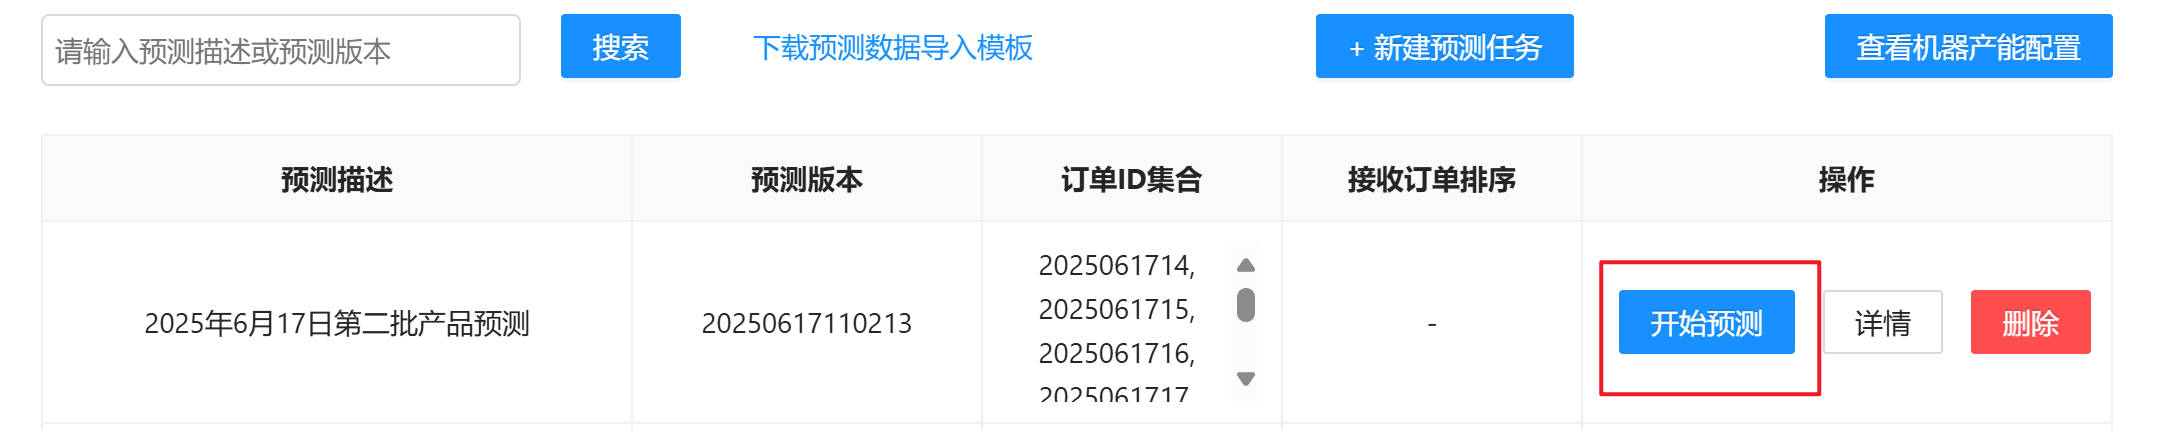 请输入预测描述或预测版本 搜索 下载预测数据导入模板 + 新建预测任务 查看机器产能配置
预测描述 预测版本 订单ID集合 接收订单排序 操作
2025年6月17日第二批产品预测 20250617110213
2025061714,
2025061715,
2025061716,
2025061717
- 开始预测 详情 删除